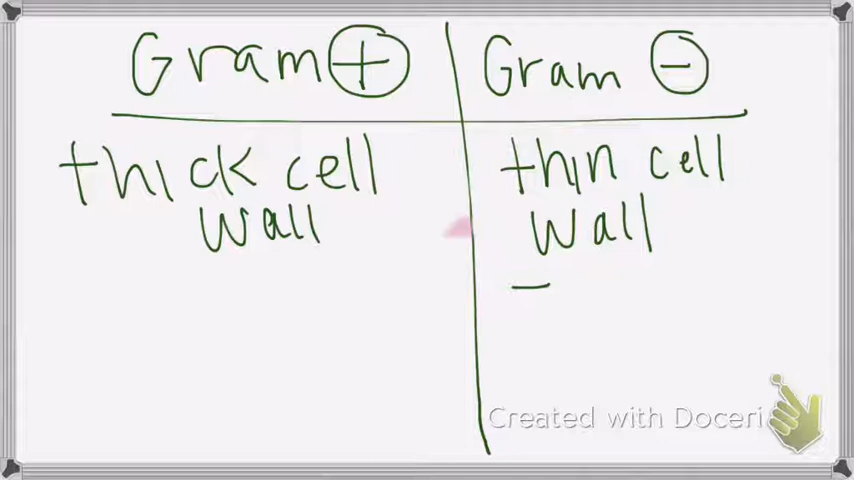 Gram +
Gram -
thick cell
wall
thin cell
wall
-
Created with Doceri